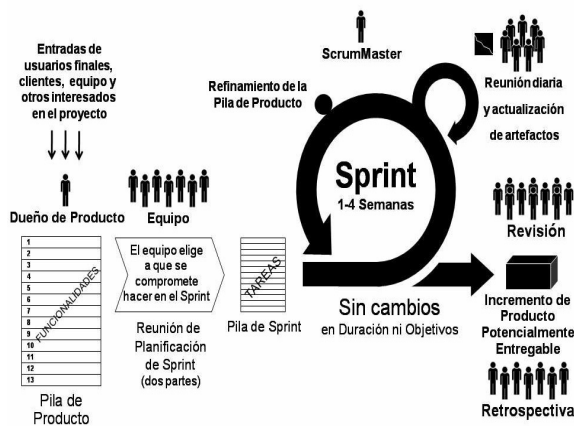 Entradas de
usuarios finales,
clientes, equipo y
otros interesados
en el proyecto
Dueño de Producto
1
2
3
4
5
6
7
8
9
10
11
12
13
FUNCIONALIDADES
Pila de
Producto
Equipo
El equipo elige
a que se
compromete
hacer en el Sprint
Reunión de
Planificación
de Sprint
(dos partes)
TAREAS
Pila de Sprint
ScrumMaster
Refinamiento de la
Pila de Producto
Sprint
1-4 Semanas
Sin cambios
en Duración ni Objetivos
Reunión diaria
y actualización
de artefactos
Revisión
Incremento de
Producto
Potencialmente
Entregable
Retrospectiva